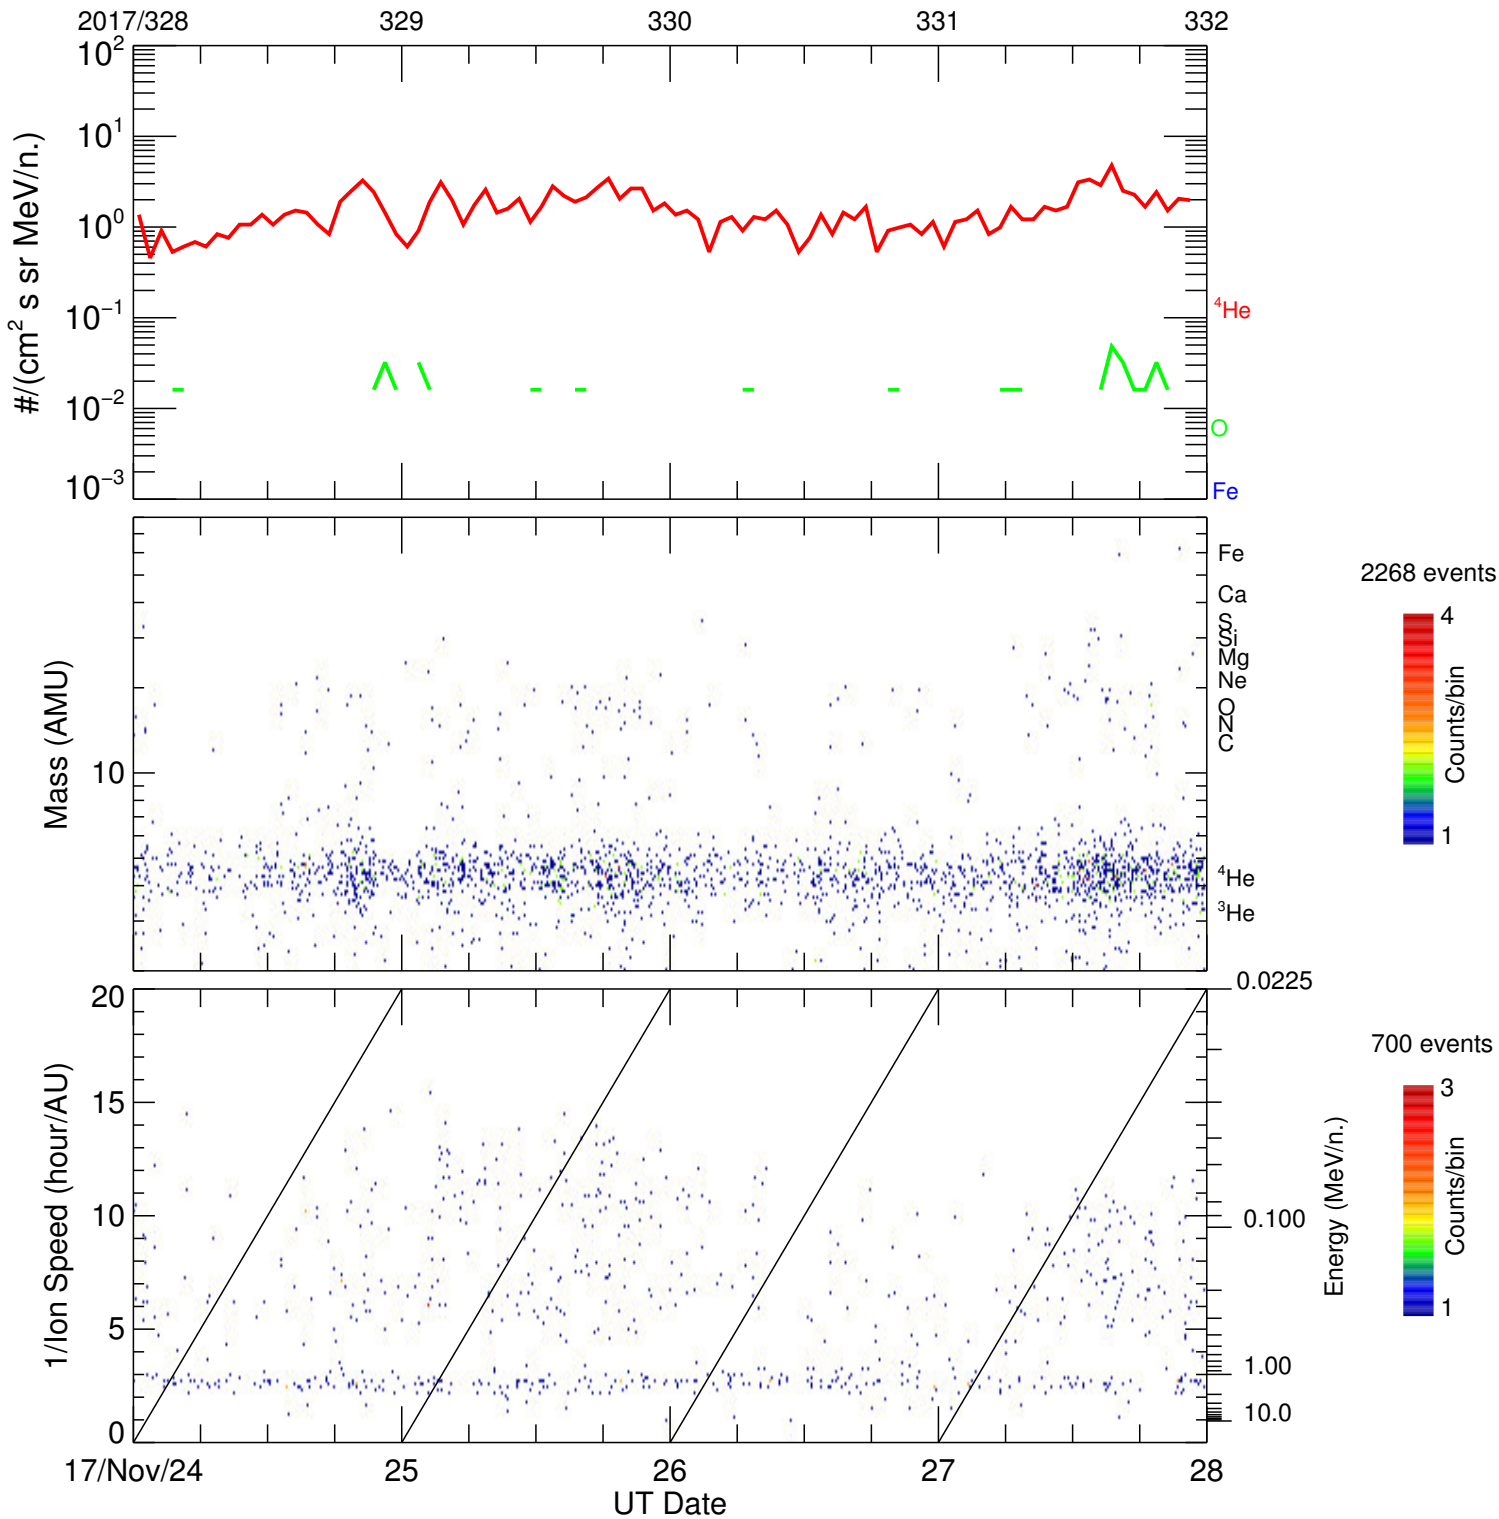 2017/328 329 330 331 332
10² 10¹ 10⁰ 10⁻¹ 10⁻² 10⁻³
#/(cm² s sr MeV/n.)
⁴He
O
Fe
Mass (AMU)
10
Fe
Ca
S
Si
Mg
Ne
O
N
C
⁴He
³He
2268 events
4
Counts/bin
1
1/Ion Speed (hour/AU)
20
15
10
5
0
0.0225
0.100
1.00
10.0
Energy (MeV/n.)
700 events
3
Counts/bin
1
17/Nov/24 25 26 27 28
UT Date